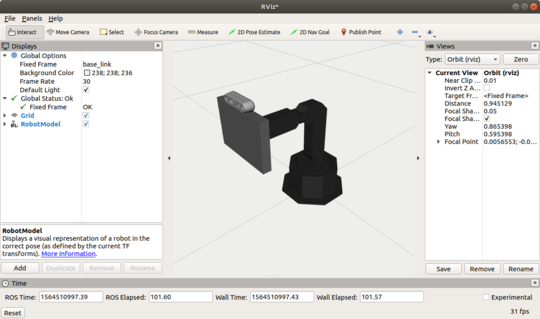 RViz*
File Panels Help
Interact Move Camera Select Focus Camera Measure 2D Pose Estimate 2D Nav Goal Publish Point
Displays
Global Options
Fixed Frame base_link
Background Color 238; 238; 236
Frame Rate 30
Default Light
Global Status: Ok
Fixed Frame OK
Grid
RobotModel
RobotModel
Displays a visual representation of a robot in the
correct pose (as defined by the current TF
transforms). More Information.
Add Duplicate Remove Rename
Views
Type: Orbit (rviz) Zero
Current View Orbit (rviz)
Near Clip ... 0.01
Invert Z A...
Target Fr... <Fixed Frame>
Distance 0.945129
Focal Sha... 0.05
Focal Sha...
Yaw 0.865398
Pitch 0.595398
Focal Point 0.0056553; -0.0...
Save Remove Rename
Time
ROS Time: 1564510997.39 ROS Elapsed: 101.60 Wall Time: 1564510997.43 Wall Elapsed: 101.57 Experimental
Reset 31 fps